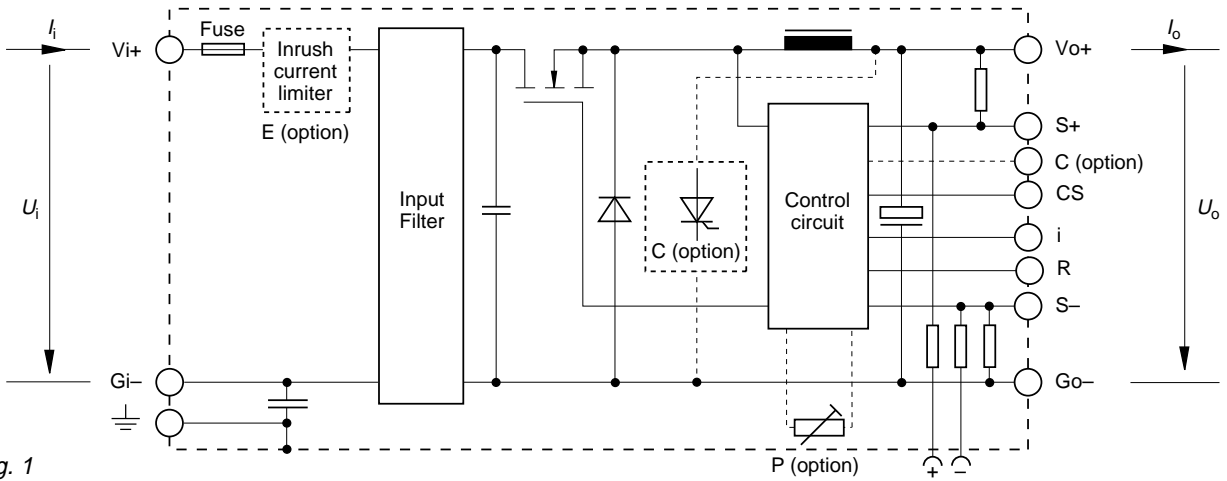 Ii
Vi+
Fuse
Inrush
current
limiter
E (option)
Input
Filter
Ui
Gi–
C (option)
Control
circuit
P (option)
Vo+
Io
S+
C (option)
CS
i
R
S–
Go–
Uo
+
–
g. 1